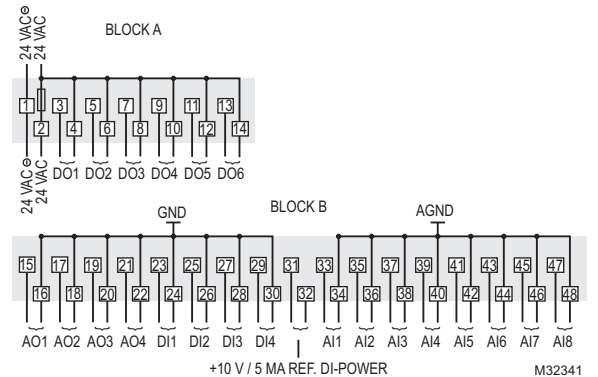 24 VAC⊖
24 VAC
BLOCK A
1 3 5 7 9 11 13
2 4 6 8 10 12 14
24 VAC⊖
24 VAC
DO1 DO2 DO3 DO4 DO5 DO6
GND BLOCK B AGND
15 17 19 21 23 25 27 29 31 33 35 37 39 41 43 45 47
16 18 20 22 24 26 28 30 32 34 36 38 40 42 44 46 48
AO1 AO2 AO3 AO4 DI1 DI2 DI3 DI4 AI1 AI2 AI3 AI4 AI5 AI6 AI7 AI8
+10 V / 5 MA REF. DI-POWER
M32341